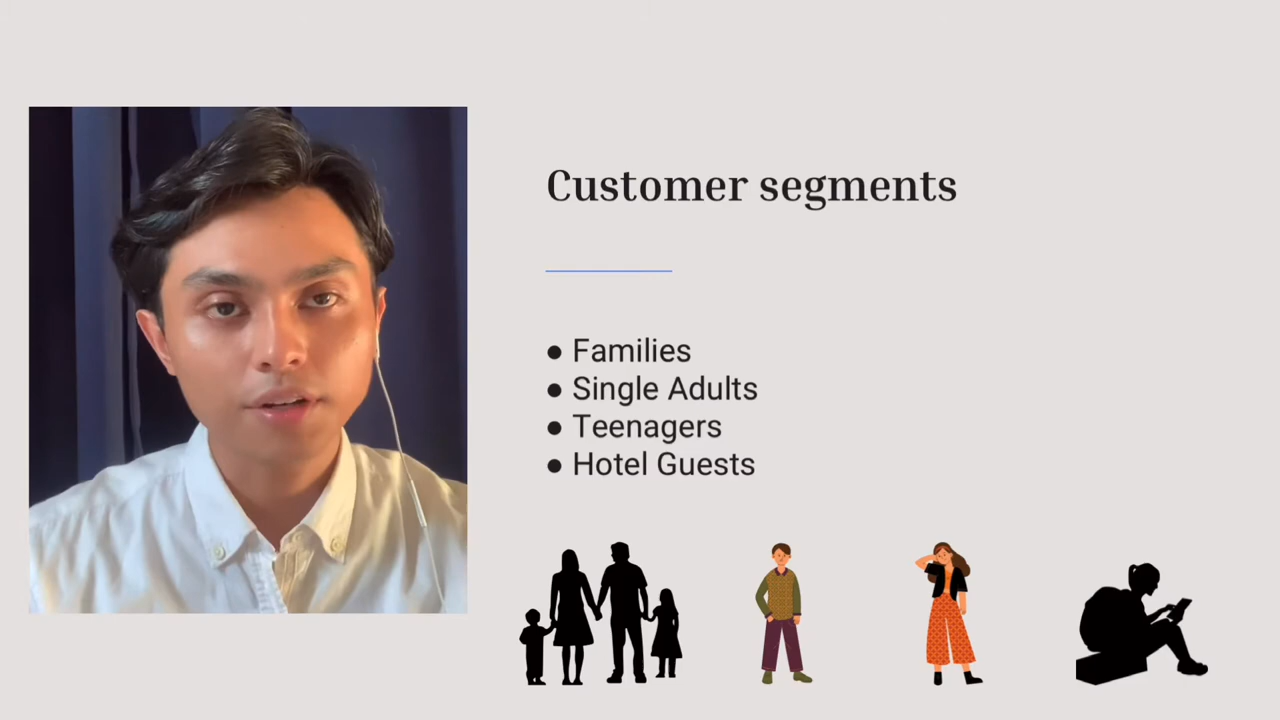 Customer segments
● Families
● Single Adults
● Teenagers
● Hotel Guests